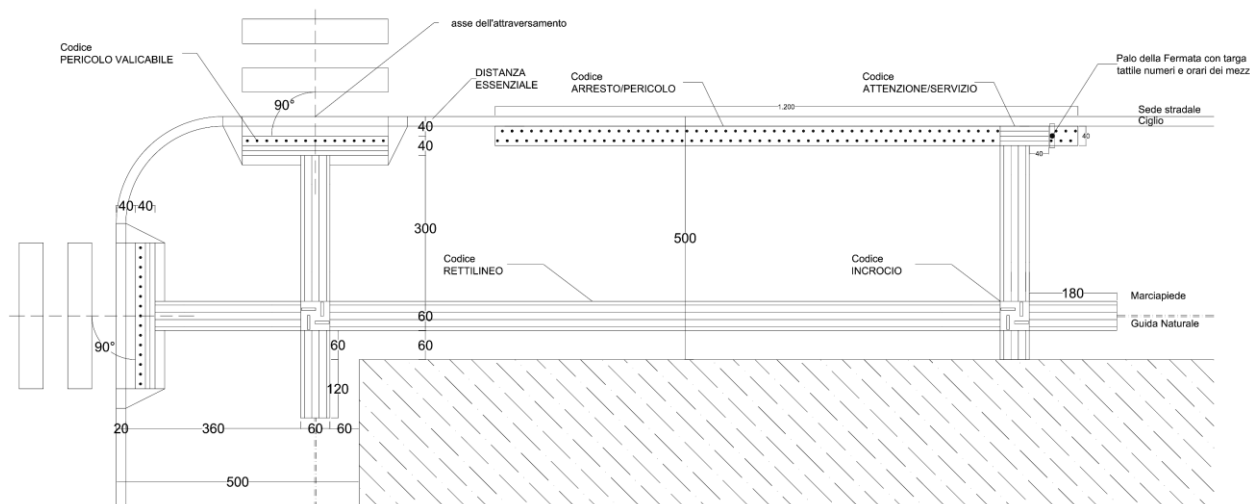 asse dell'attraversamento
Codice
PERICOLO VALICABILE
DISTANZA
ESSENZIALE
Codice
ARRESTO/PERICOLO
Codice
ATTENZIONE/SERVIZIO
Palo della Fermata con targa
tattile numeri e orari dei mezz
90°
1.200
Sede stradale
Ciglio
40
40
40
40
40 40
300
500
Codice
RETTILINEO
Codice
INCROCIO
180
Marciapiede
Guida Naturale
90°
60
60
60
120
20
360
60
60
500